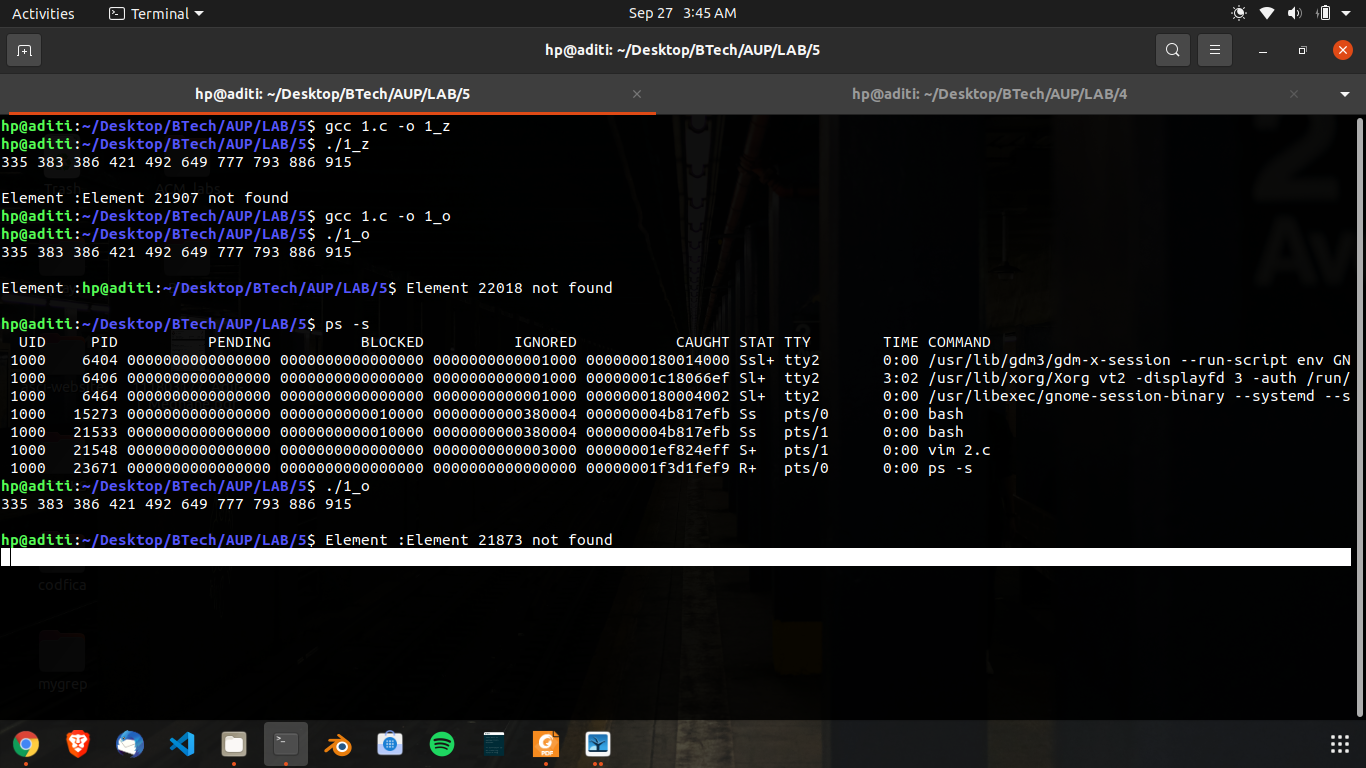 Activities Terminal Sep 27 3:45 AM
hp@aditi: ~/Desktop/BTech/AUP/LAB/5
hp@aditi: ~/Desktop/BTech/AUP/LAB/5 hp@aditi: ~/Desktop/BTech/AUP/LAB/4
hp@aditi:~/Desktop/BTech/AUP/LAB/5$ gcc 1.c -o 1_z
hp@aditi:~/Desktop/BTech/AUP/LAB/5$ ./1_z
335 383 386 421 492 649 777 793 886 915
Trash ACM_labs
Element :Element 21907 not found
hp@aditi:~/Desktop/BTech/AUP/LAB/5$ gcc 1.c -o 1_o
hp@aditi:~/Desktop/BTech/AUP/LAB/5$ ./1_o
335 383 386 421 492 649 777 793 886 915
Element :hp@aditi:~/Desktop/BTech/AUP/LAB/5$ Element 22018 not found
hp@aditi:~/Desktop/BTech/AUP/LAB/5$ ps -s
UID PID PENDING BLOCKED IGNORED CAUGHT STAT TTY TIME COMMAND
1000 6404 0000000000000000 0000000000000000 0000000000001000 0000000180014000 Ssl+ tty2 0:00 /usr/lib/gdm3/gdm-x-session --run-script env GN
1000 6406 0000000000000000 0000000000000000 0000000000001000 00000001c18066ef Sl+ tty2 3:02 /usr/lib/xorg/Xorg vt2 -displayfd 3 -auth /run/
1000 6464 0000000000000000 0000000000000000 0000000000001000 0000000180004002 Sl+ tty2 0:00 /usr/libexec/gnome-session-binary --systemd --s
1000 15273 0000000000000000 0000000000010000 0000000000380004 000000004b817efb Ss pts/0 0:00 bash
1000 21533 0000000000000000 0000000000010000 0000000000380004 000000004b817efb Ss pts/1 0:00 bash
1000 21548 0000000000000000 0000000000000000 0000000000003000 00000001ef824eff S+ pts/1 0:00 vim 2.c
1000 23671 0000000000000000 0000000000000000 0000000000000000 00000001f3d1fef9 R+ pts/0 0:00 ps -s
hp@aditi:~/Desktop/BTech/AUP/LAB/5$ ./1_o
335 383 386 421 492 649 777 793 886 915
hp@aditi:~/Desktop/BTech/AUP/LAB/5$ Element :Element 21873 not found
codfica
mygrep
2
Av
PDF